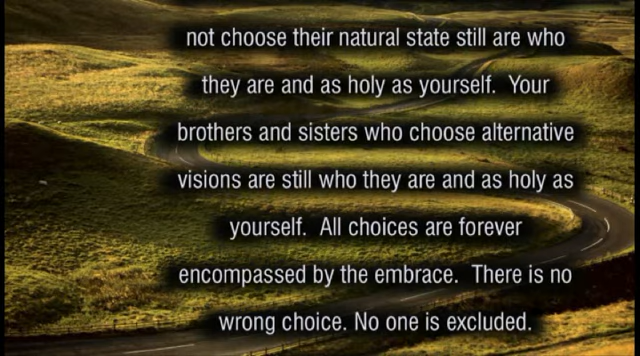 not choose their natural state still are who
they are and as holy as yourself.  Your
brothers and sisters who choose alternative
visions are still who they are and as holy as
yourself.  All choices are forever
encompassed by the embrace.  There is no
wrong choice. No one is excluded.